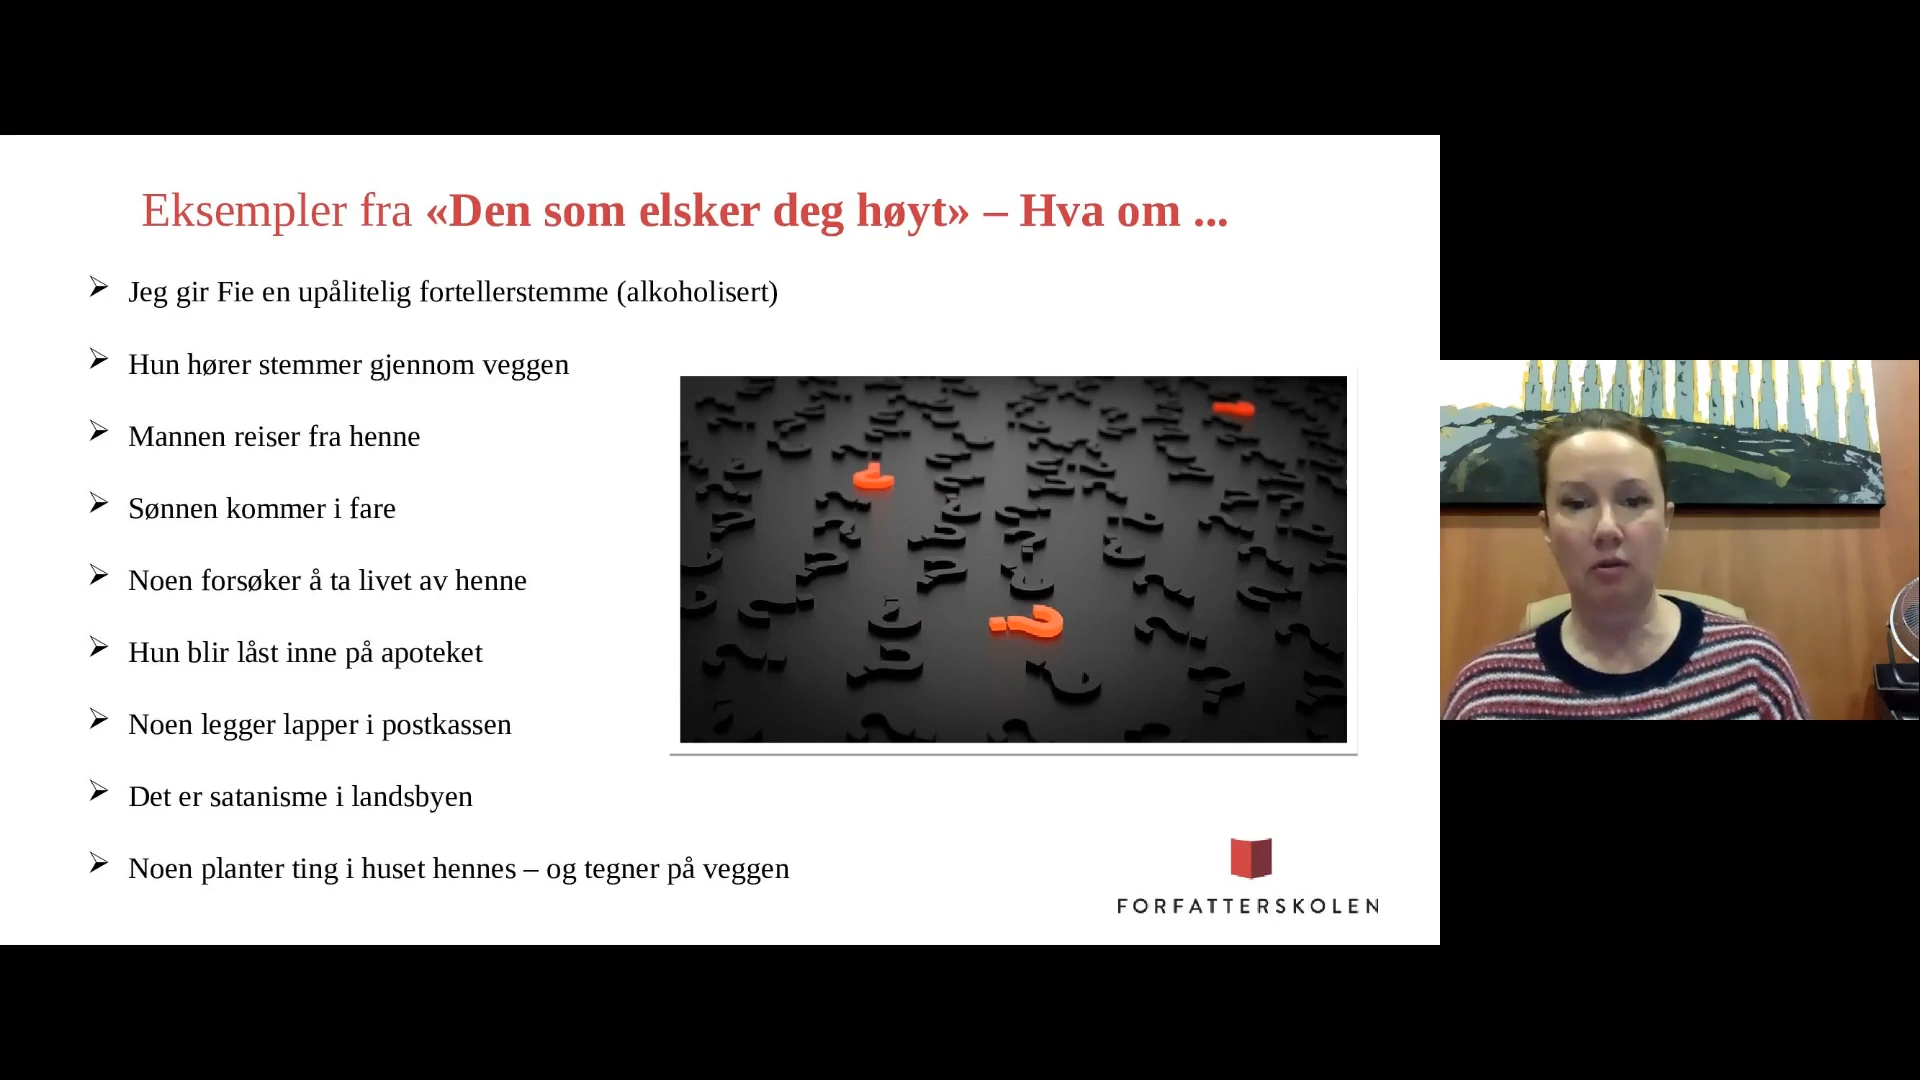 Eksempler fra «Den som elsker deg høyt» – Hva om ...
Jeg gir Fie en upålitelig fortellerstemme (alkoholisert)
Hun hører stemmer gjennom veggen
Mannen reiser fra henne
Sønnen kommer i fare
Noen forsøker å ta livet av henne
Hun blir låst inne på apoteket
Noen legger lapper i postkassen
Det er satanisme i landsbyen
Noen planter ting i huset hennes – og tegner på veggen
FORFATTERSKOLEN